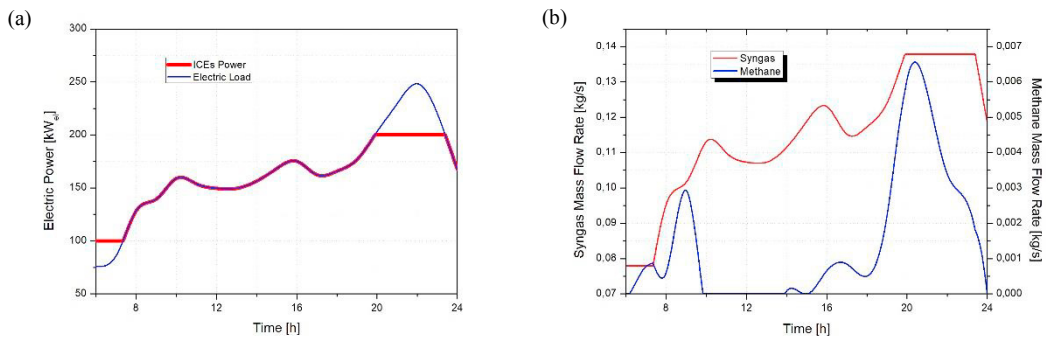 (a)
300
250
200
150
100
50
8
12
16
20
24
Electric Power [kWel]
Time [h]
ICEs Power
Electric Load
(b)
0,14
0,13
0,12
0,11
0,10
0,09
0,08
0,07
8
12
16
20
24
Syngas Mass Flow Rate [kg/s]
Time [h]
Syngas
Methane
0,007
0,006
0,005
0,004
0,003
0,002
0,001
0,000
Methane Mass Flow Rate [kg/s]